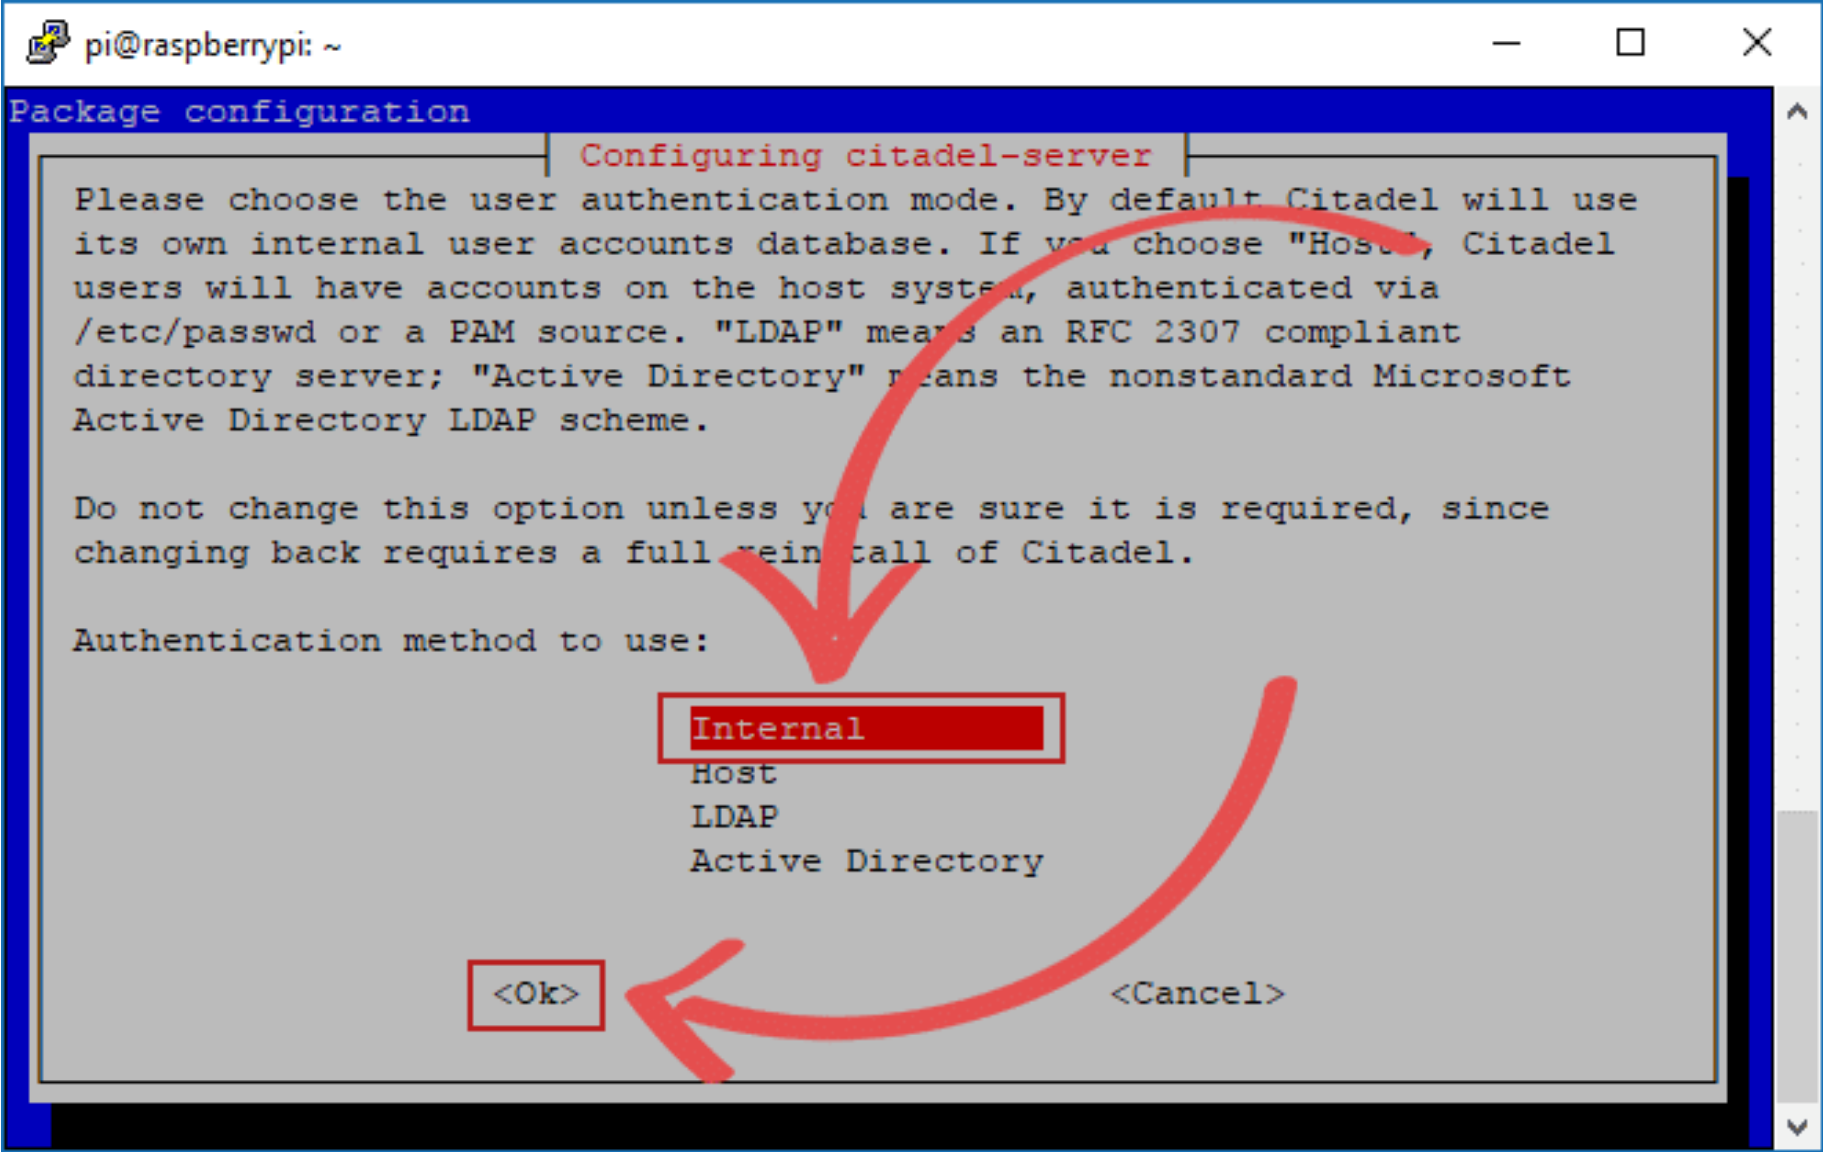 pi@raspberrypi: ~
Package configuration
Configuring citadel-server
Please choose the user authentication mode. By default Citadel will use
its own internal user accounts database. If you choose "Host", Citadel
users will have accounts on the host system, authenticated via
/etc/passwd or a PAM source. "LDAP" means an RFC 2307 compliant
directory server; "Active Directory" means the nonstandard Microsoft
Active Directory LDAP scheme.
Do not change this option unless you are sure it is required, since
changing back requires a full reinstall of Citadel.
Authentication method to use:
Internal
Host
LDAP
Active Directory
<Ok> <Cancel>